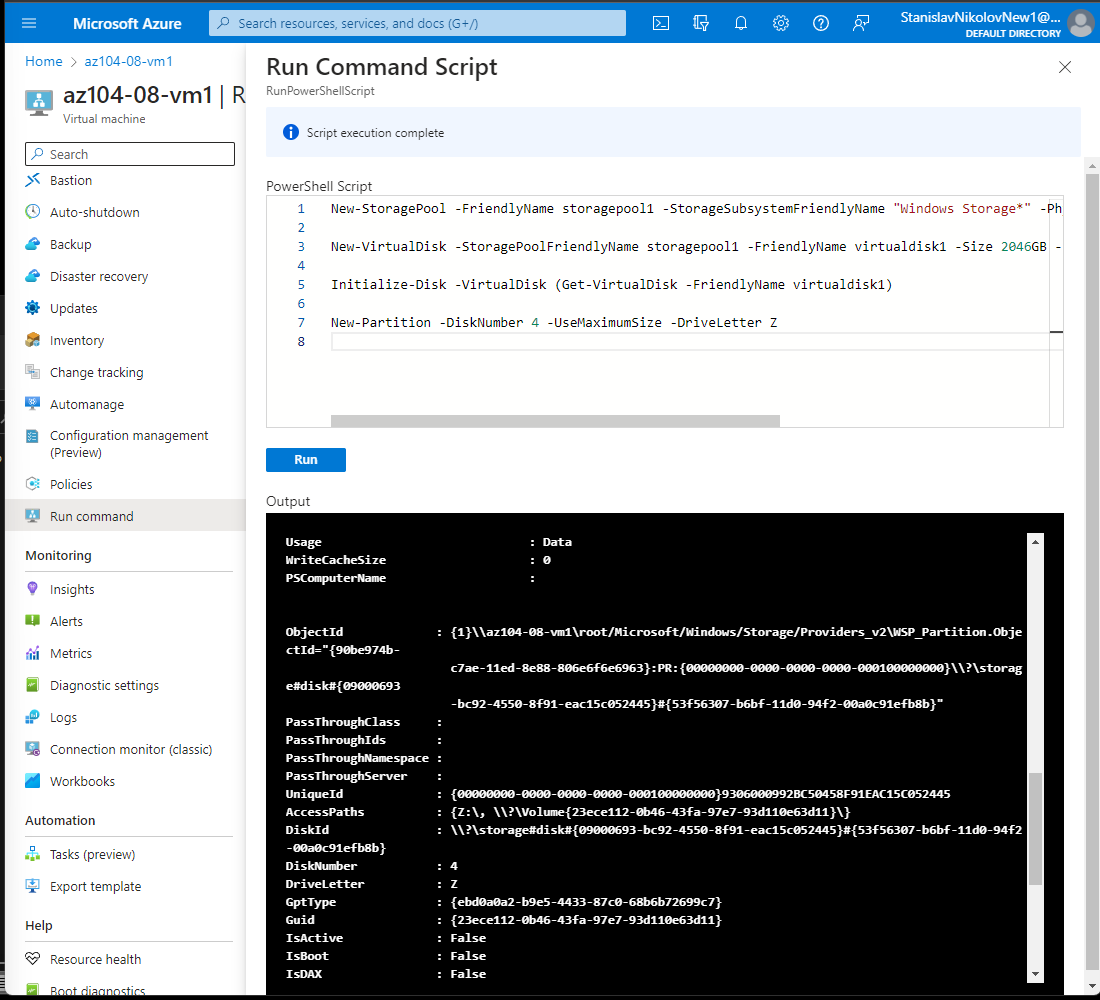 Microsoft Azure
Search resources, services, and docs (G+/)
StanislavNikolovNew1@...
DEFAULT DIRECTORY
Home > az104-08-vm1
az104-08-vm1 | R
Virtual machine
Search
Bastion
Auto-shutdown
Backup
Disaster recovery
Updates
Inventory
Change tracking
Automanage
Configuration management
(Preview)
Policies
Run command
Monitoring
Insights
Alerts
Metrics
Diagnostic settings
Logs
Connection monitor (classic)
Workbooks
Automation
Tasks (preview)
Export template
Help
Resource health
Boot diagnostics
Run Command Script
RunPowerShellScript
Script execution complete
PowerShell Script
1 New-StoragePool -FriendlyName storagepool1 -StorageSubsystemFriendlyName "Windows Storage*" -Ph
2
3 New-VirtualDisk -StoragePoolFriendlyName storagepool1 -FriendlyName virtualdisk1 -Size 2046GB -
4
5 Initialize-Disk -VirtualDisk (Get-VirtualDisk -FriendlyName virtualdisk1)
6
7 New-Partition -DiskNumber 4 -UseMaximumSize -DriveLetter Z
8
Run
Output
Usage : Data
WriteCacheSize : 0
PSComputerName :
ObjectId : {1}\\az104-08-vm1\root/Microsoft/Windows/Storage/Providers_v2\WSP_Partition.Obje
ctId="{90be974b-
c7ae-11ed-8e88-806e6f6e6963}:PR:{00000000-0000-0000-0000-000100000000}\\?\storag
e#disk#{09000693
-bc92-4550-8f91-eac15c052445}#{53f56307-b6bf-11d0-94f2-00a0c91efb8b}"
PassThroughClass :
PassThroughIds :
PassThroughNamespace :
PassThroughServer :
UniqueId : {00000000-0000-0000-0000-000100000000}9306000992BC50458F91EAC15C052445
AccessPaths : {Z:\, \\?\Volume{23ece112-0b46-43fa-97e7-93d110e63d11}\}
DiskId : \\?\storage#disk#{09000693-bc92-4550-8f91-eac15c052445}#{53f56307-b6bf-11d0-94f2
-00a0c91efb8b}
DiskNumber : 4
DriveLetter : Z
GptType : {ebd0a0a2-b9e5-4433-87c0-68b6b72699c7}
Guid : {23ece112-0b46-43fa-97e7-93d110e63d11}
IsActive : False
IsBoot : False
IsDAX : False